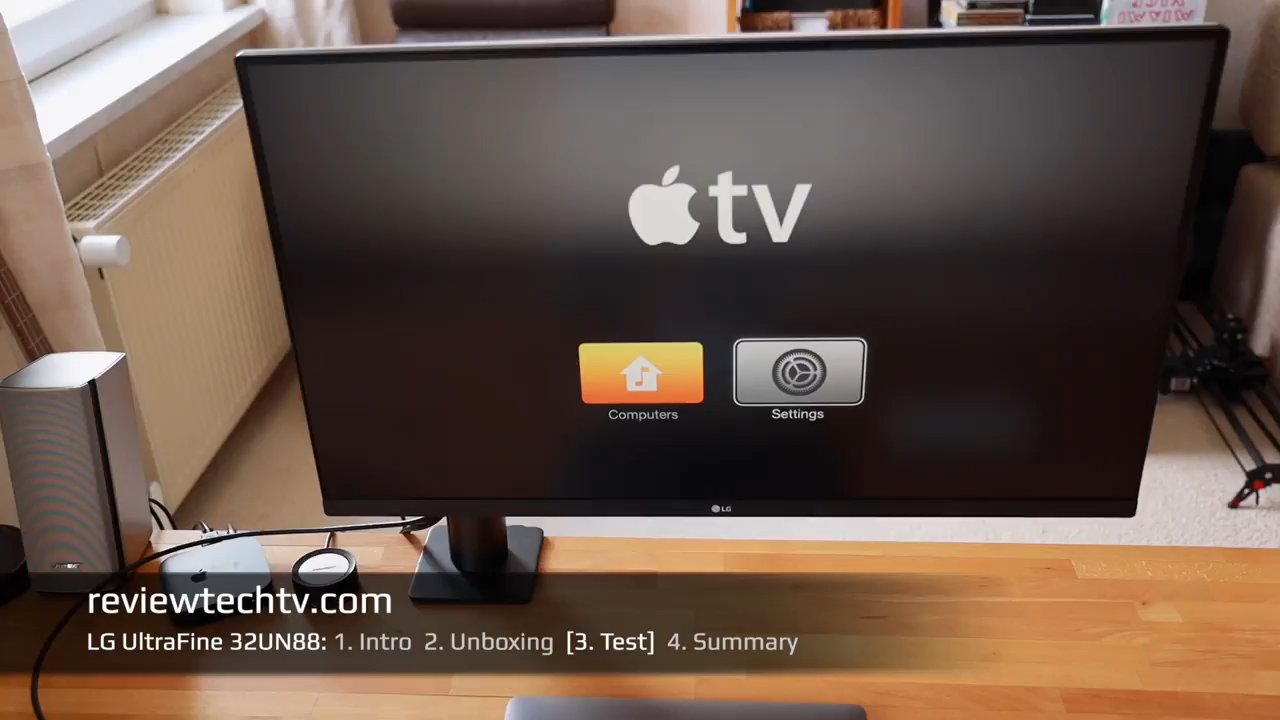 tv
Computers
Settings
LG
reviewtechtv.com
LG UltraFine 32UN88: 1. Intro 2. Unboxing [3. Test] 4. Summary